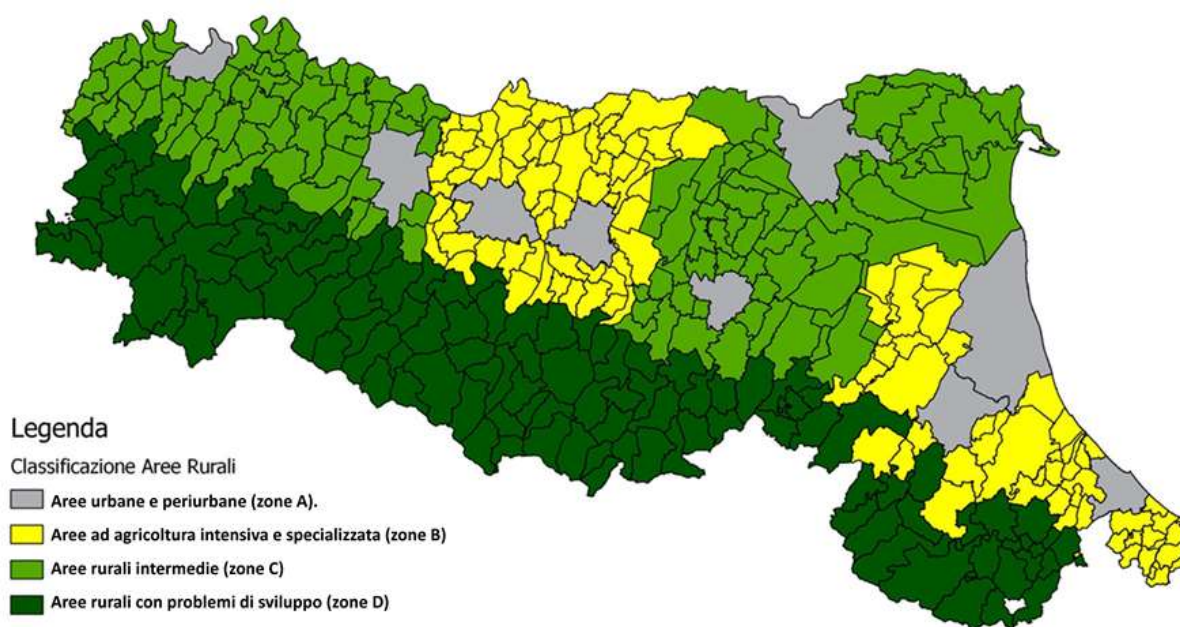 Legenda
Classificazione Aree Rurali
Aree urbane e periurbane (zone A).
Aree ad agricoltura intensiva e specializzata (zone B)
Aree rurali intermedie (zone C)
Aree rurali con problemi di sviluppo (zone D)